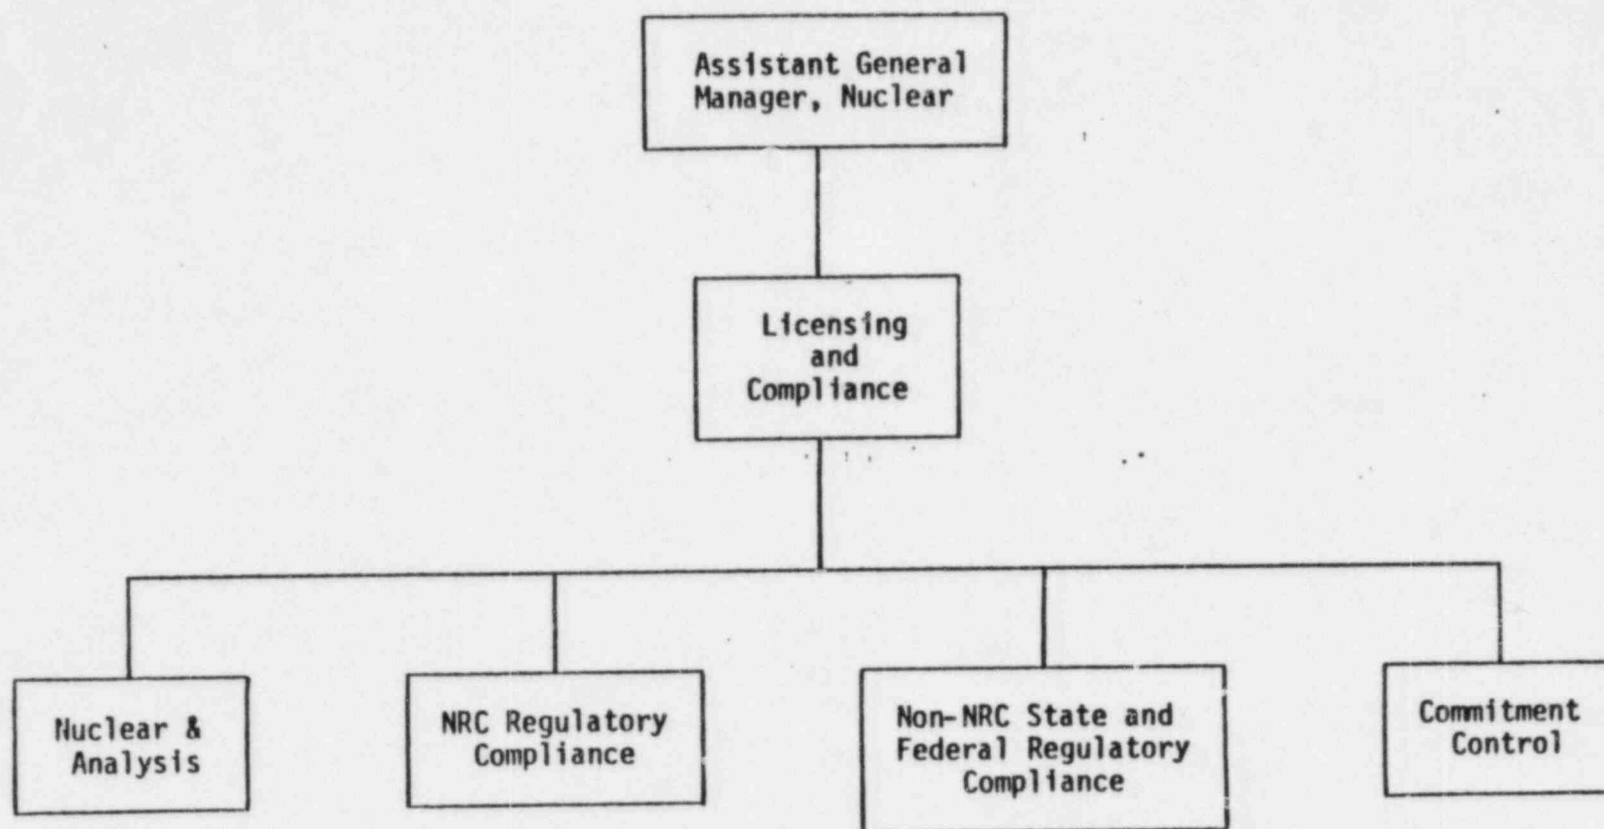 Assistant General
Manager, Nuclear
Licensing
and
Compliance
Nuclear &
Analysis
NRC Regulatory
Compliance
Non-NRC State and
Federal Regulatory
Compliance
Commitment
Control